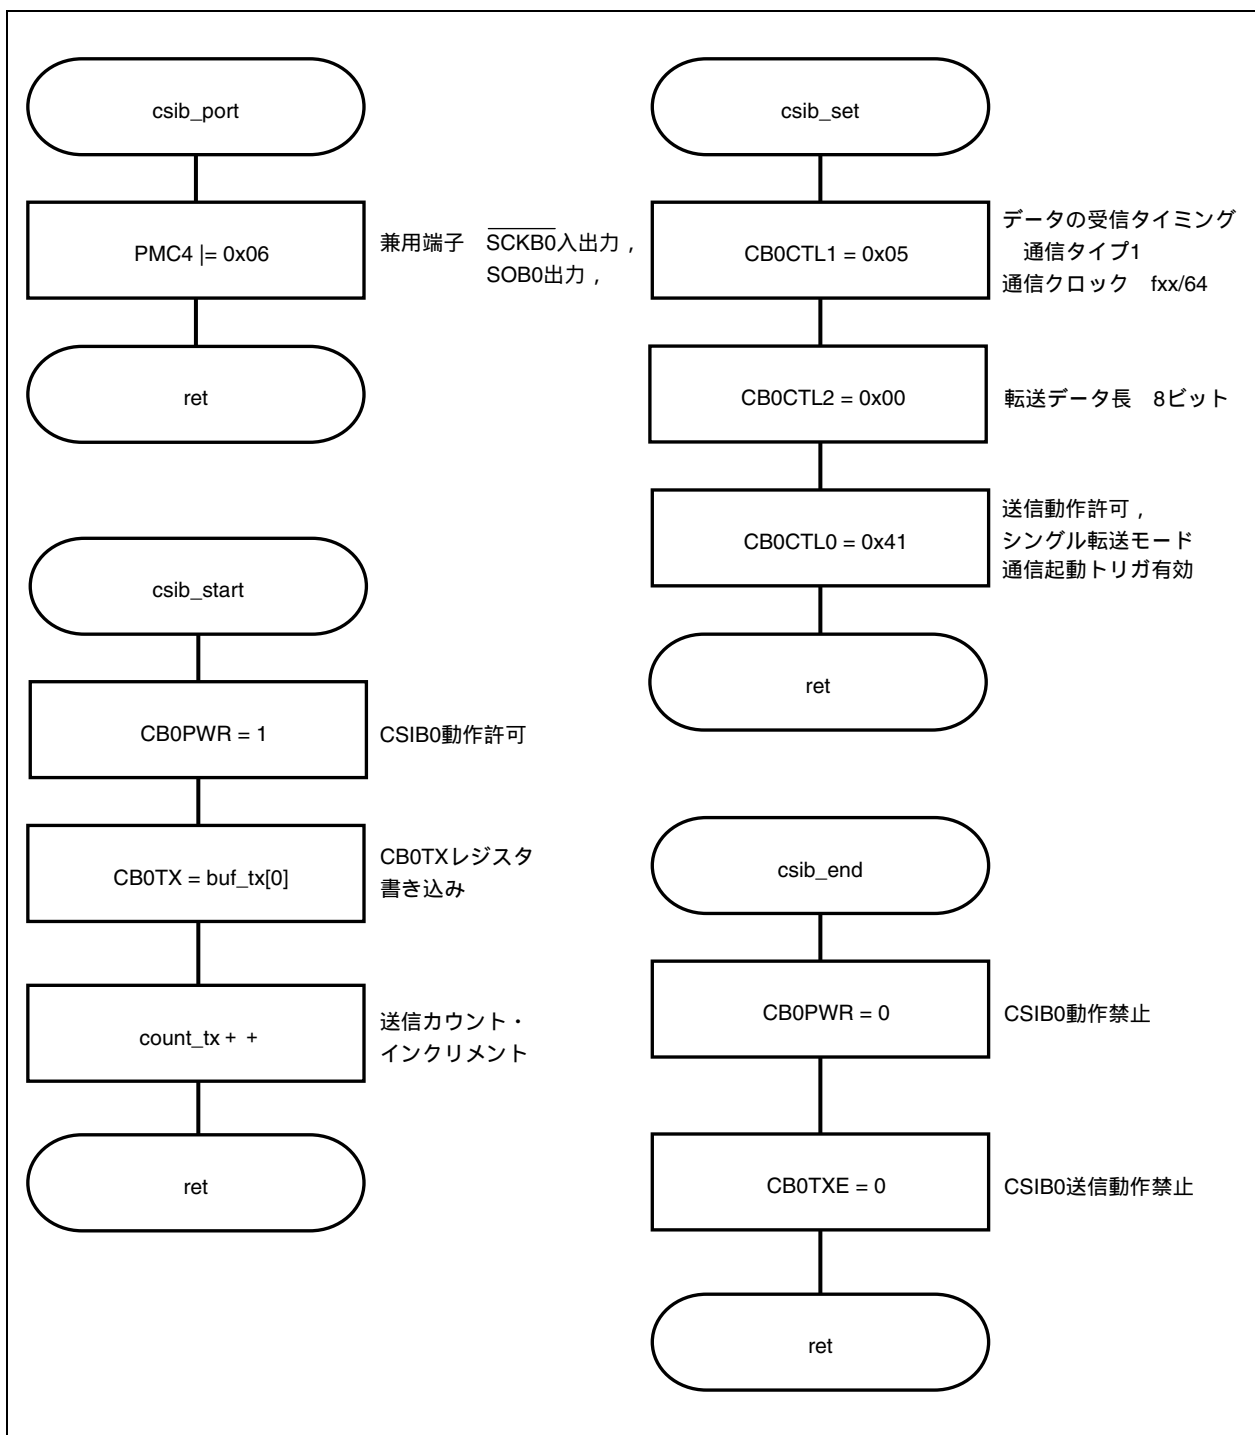 csib_port
PMC4 |= 0x06
兼用端子　SCKB0入出力，
SOB0出力，
ret
csib_start
CB0PWR = 1
CSIB0動作許可
CB0TX = buf_tx[0]
CB0TXレジスタ
書き込み
count_tx + +
送信カウント・
インクリメント
ret
csib_set
CB0CTL1 = 0x05
データの受信タイミング
通信タイプ1
通信クロック　fxx/64
CB0CTL2 = 0x00
転送データ長　8ビット
CB0CTL0 = 0x41
送信動作許可，
シングル転送モード
通信起動トリガ有効
ret
csib_end
CB0PWR = 0
CSIB0動作禁止
CB0TXE = 0
CSIB0送信動作禁止
ret